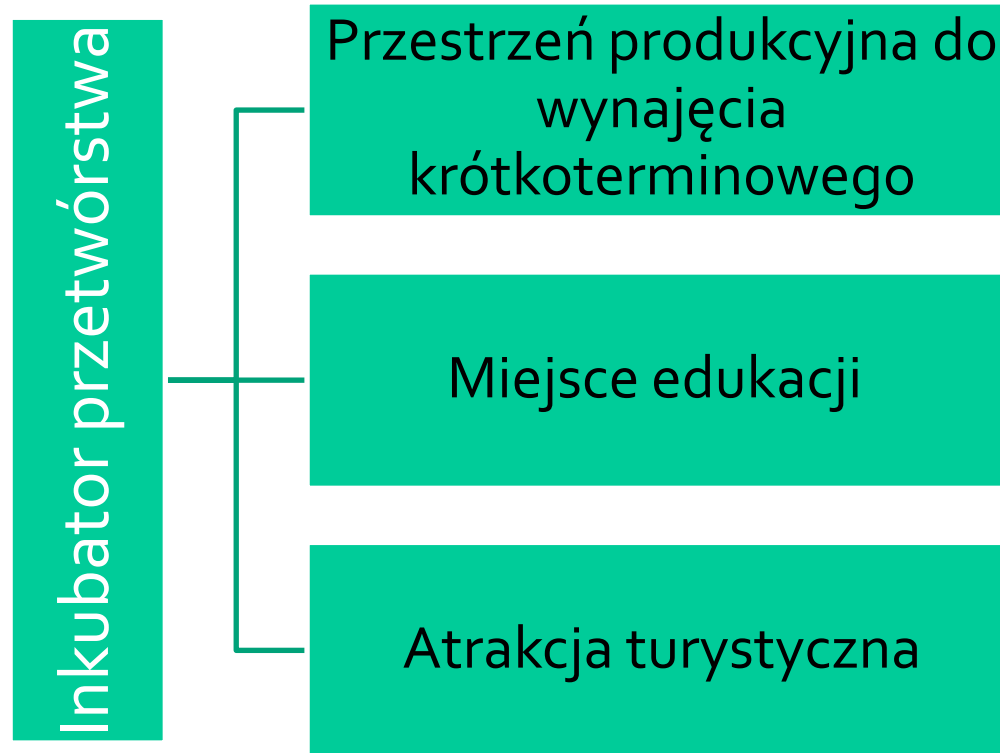 Inkubator przetwórstwa
Przestrzeń produkcyjna do
wynajęcia
krótkoterminowego
Miejsce edukacji
Atrakcja turystyczna